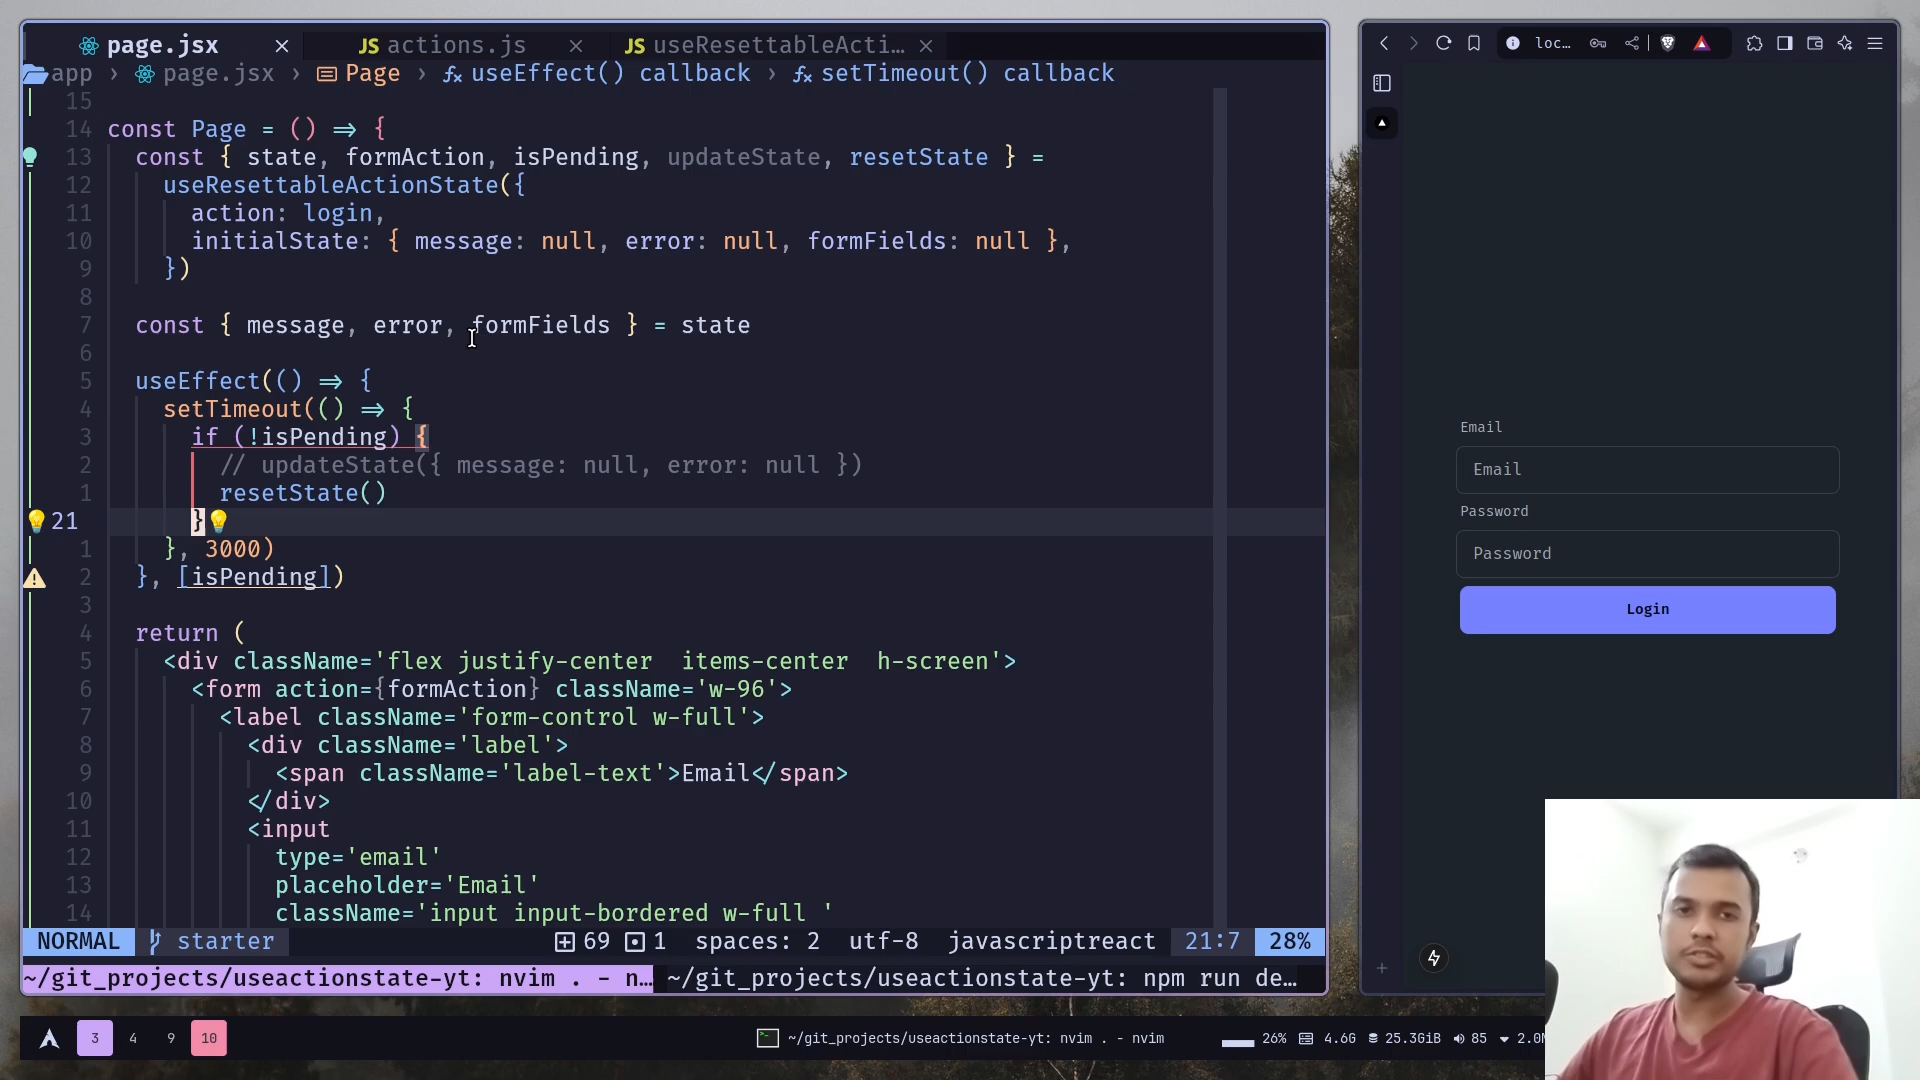 page.jsx
actions.js
useResettableActi…
app › page.jsx › Page › useEffect() callback › setTimeout() callback
15
14 const Page = () => {
13 const { state, formAction, isPending, updateState, resetState } =
12 useResettableActionState({
11 action: login,
10 initialState: { message: null, error: null, formFields: null },
9 })
8
7 const { message, error, formFields } = state
6
5 useEffect(() => {
4 setTimeout(() => {
3 if (!isPending) {
2 // updateState({ message: null, error: null })
1 resetState()
21 }
1 }, 3000)
2 }, [isPending])
3
4 return (
5 <div className='flex justify-center  items-center  h-screen'>
6 <form action={formAction} className='w-96'>
7 <label className='form-control w-full'>
8 <div className='label'>
9 <span className='label-text'>Email</span>
10 </div>
11 <input
12 type='email'
13 placeholder='Email'
14 className='input input-bordered w-full '
NORMAL starter 69 1 spaces: 2 utf-8 javascriptreact 21:7 28%
~/git_projects/useactionstate-yt: nvim . - n… ~/git_projects/useactionstate-yt: npm run de…
loc…
Email
Email
Password
Password
Login
3 4 9 10
~/git_projects/useactionstate-yt: nvim . - nvim
26% 4.6G 25.3GiB 85